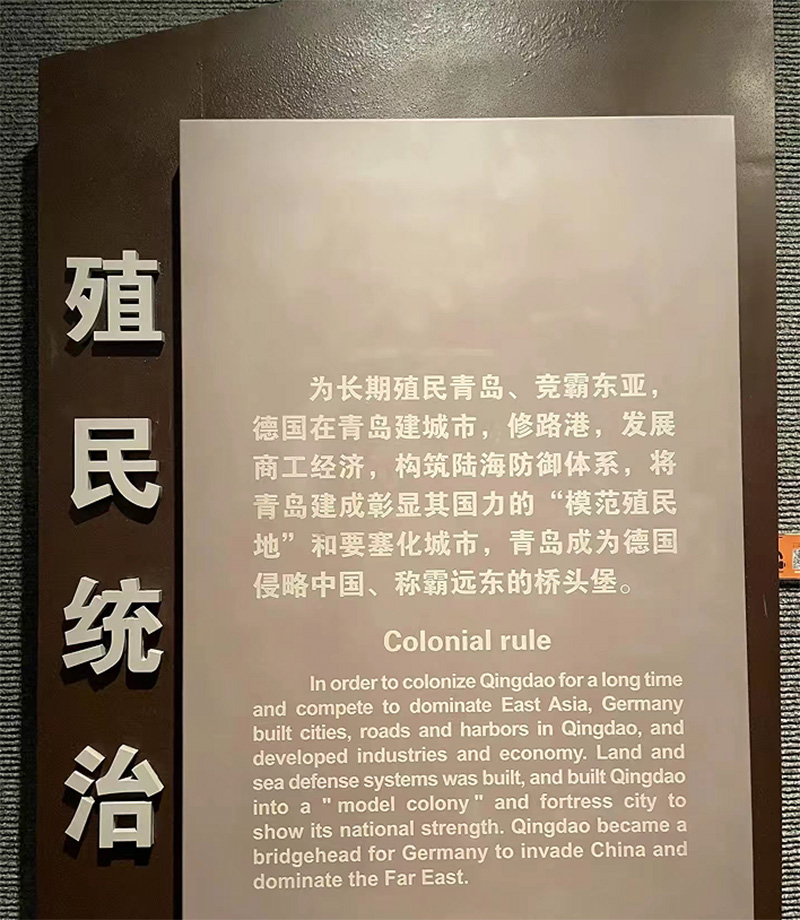 殖民统治
为长期殖民青岛、竞霸东亚，
德国在青岛建城市，修路港，发展
商工经济，构筑陆海防御体系，将
青岛建成彰显其国力的“模范殖民
地”和要塞化城市，青岛成为德国
侵略中国、称霸远东的桥头堡。
Colonial rule
In order to colonize Qingdao for a long time
and compete to dominate East Asia, Germany
built cities, roads and harbors in Qingdao, and
developed industries and economy. Land and
sea defense systems was built, and built Qingdao
into a "model colony" and fortress city to
show its national strength. Qingdao became a
bridgehead for Germany to invade China and
dominate the Far East.